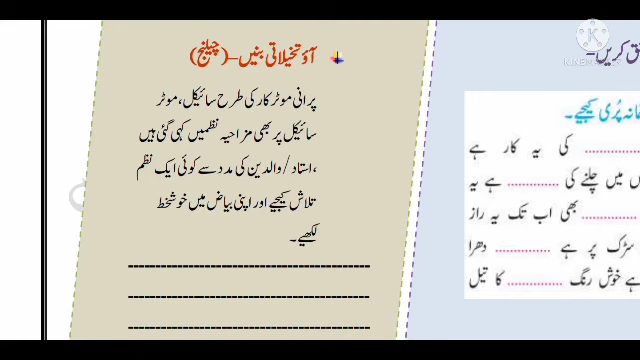 آؤ تخیلاتی بنیں-(چیلنج)
پرانی موٹر کار کی طرح سائیکل، موٹر
سائیکل پر بھی مزاحیہ نظمیں کہی گئی ہیں
،استاد/والدین کی مدد سے کوئی ایک نظم
تلاش کیجیے اور اپنی بیاض میں خوشخط
لکھیے۔
کریں-
پُری کیجیے۔
............ کی یہ کار ہے
میں چلنے کی ............ ہے یہ
............ بھی اب تک یہ راز
سڑک پر ہے ............ دھرا
ہے خوش رنگ ............ کا تیل
KINEMASTER